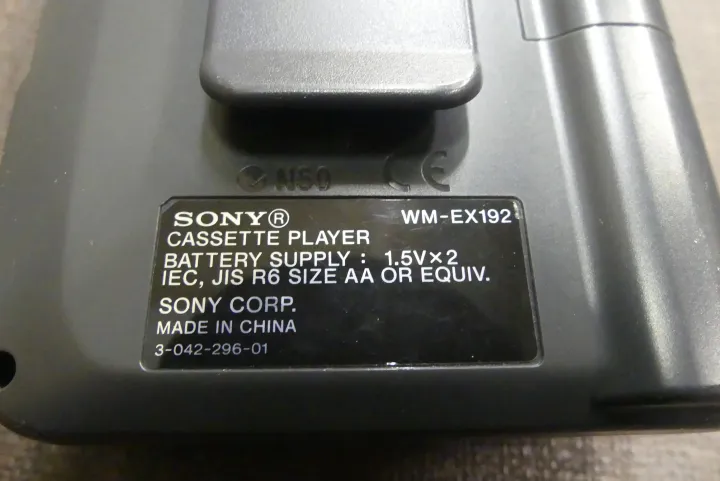 N50 CE
SONY® WM-EX192
CASSETTE PLAYER
BATTERY SUPPLY : 1.5V×2
IEC, JIS R6 SIZE AA OR EQUIV.
SONY CORP.
MADE IN CHINA
3-042-296-01